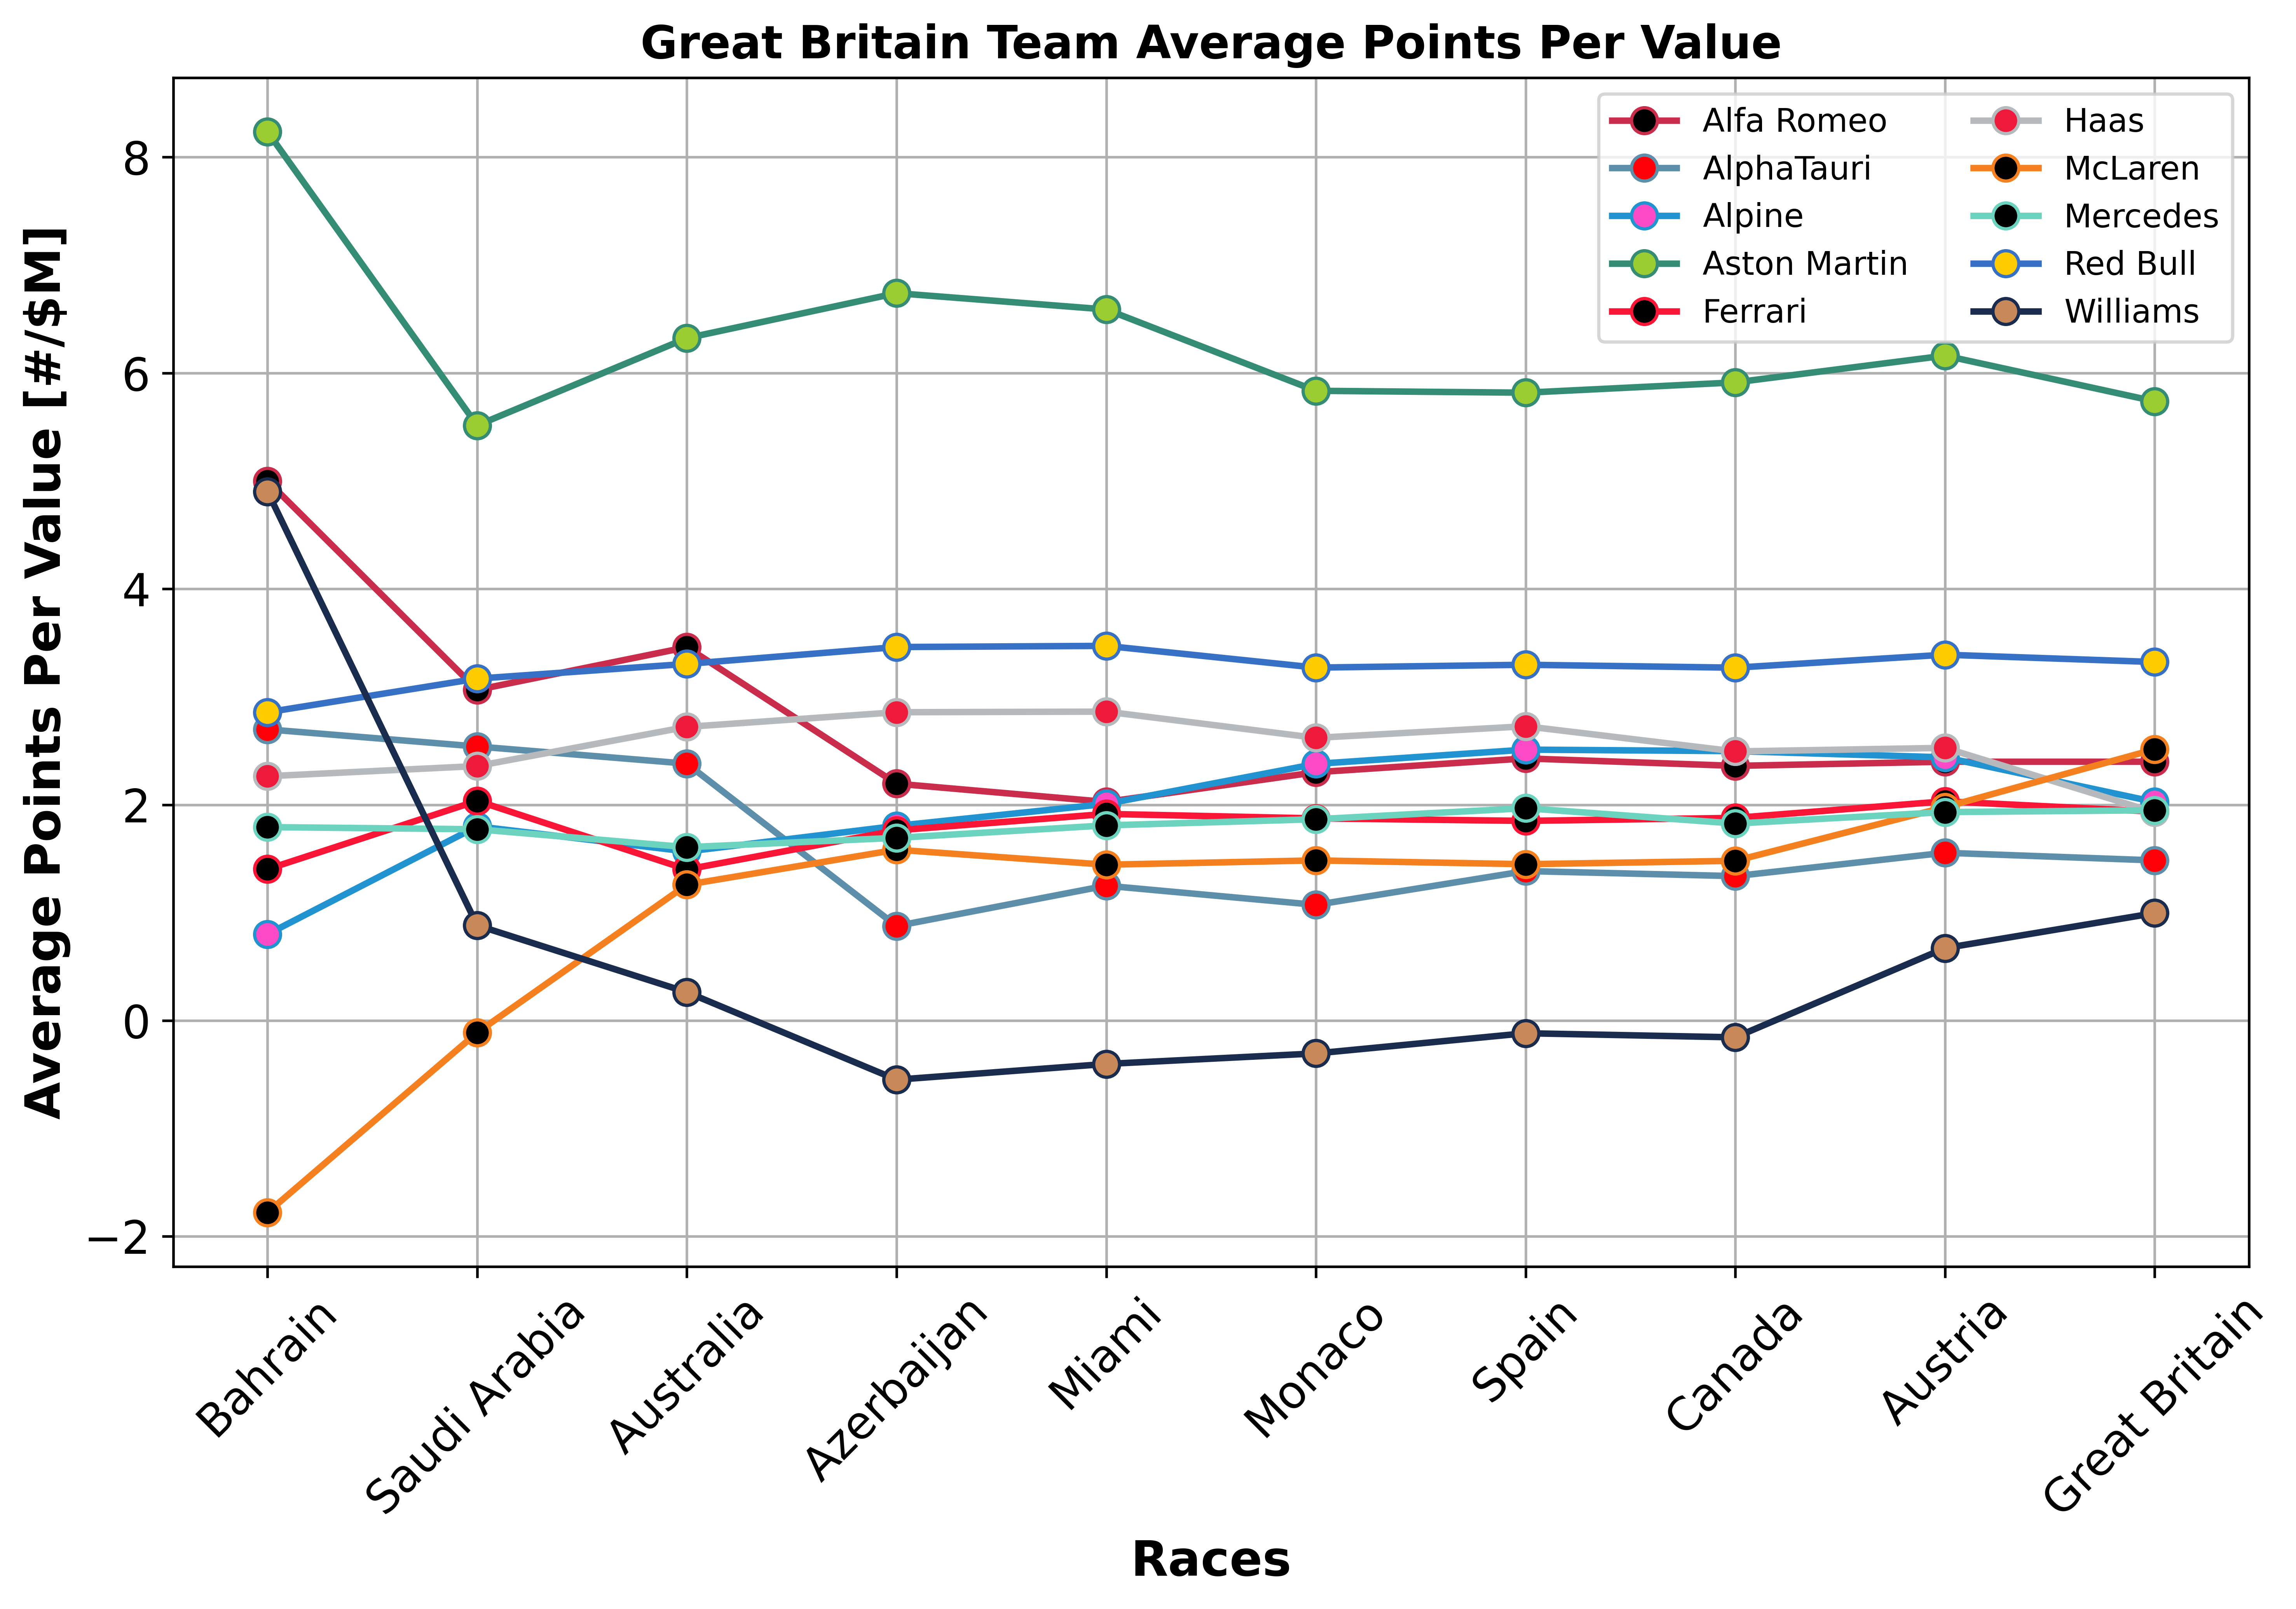 Great Britain Team Average Points Per Value
Average Points Per Value [#/$M]
8
6
4
2
0
−2
Alfa Romeo
AlphaTauri
Alpine
Aston Martin
Ferrari
Haas
McLaren
Mercedes
Red Bull
Williams
Bahrain
Saudi Arabia
Australia
Azerbaijan
Miami
Monaco
Spain
Canada
Austria
Great Britain
Races